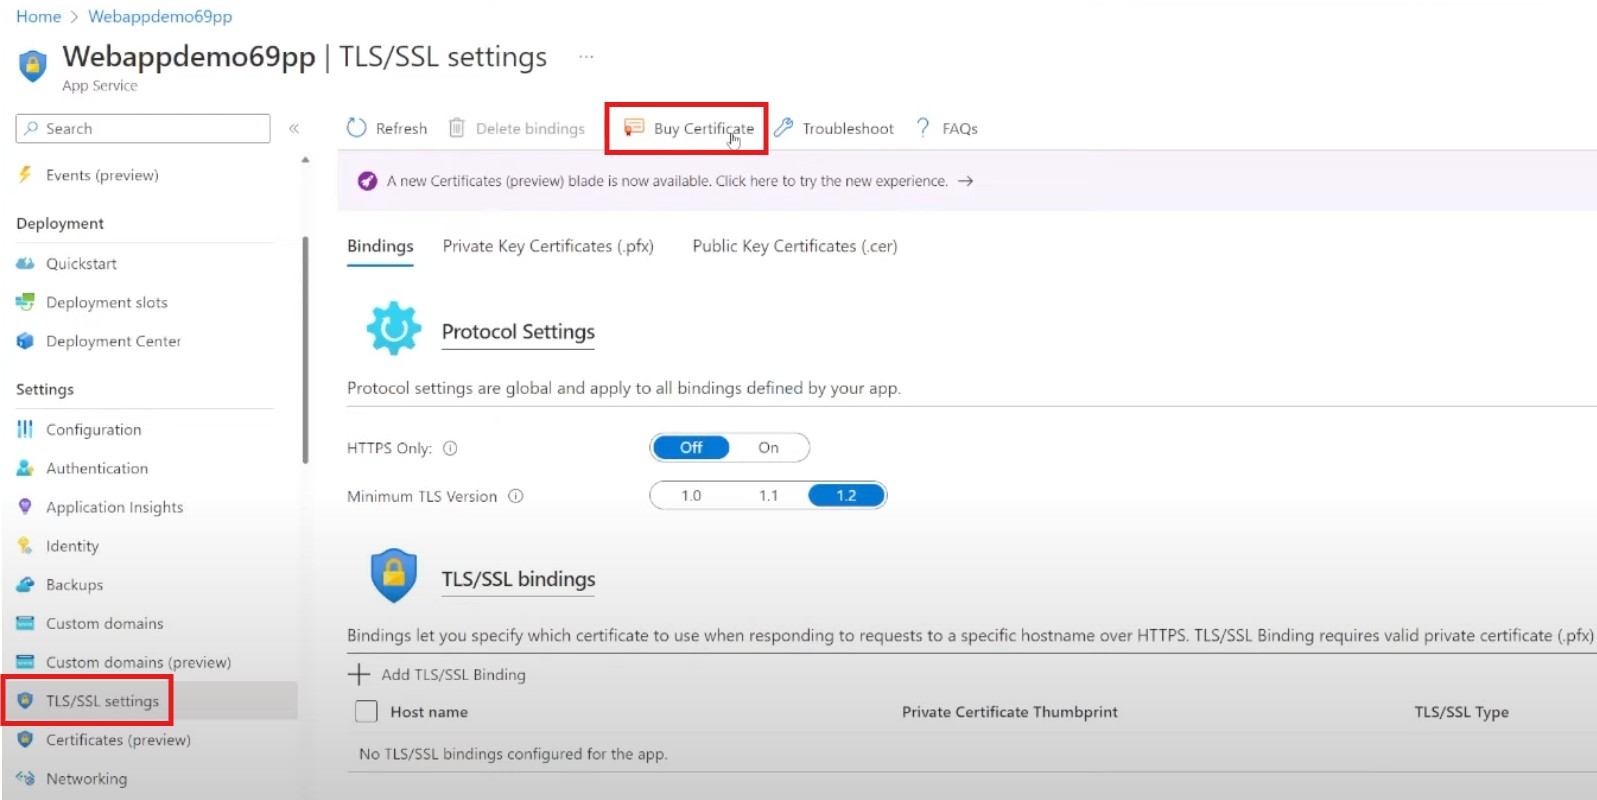 Home > Webappdemo69pp
Webappdemo69pp | TLS/SSL settings ...
App Service
Search «
Refresh Delete bindings Buy Certificate Troubleshoot ? FAQs
A new Certificates (preview) blade is now available. Click here to try the new experience. →
Events (preview)
Deployment
Quickstart
Deployment slots
Deployment Center
Settings
Configuration
Authentication
Application Insights
Identity
Backups
Custom domains
Custom domains (preview)
TLS/SSL settings
Certificates (preview)
Networking
Bindings Private Key Certificates (.pfx) Public Key Certificates (.cer)
Protocol Settings
Protocol settings are global and apply to all bindings defined by your app.
HTTPS Only: Off On
Minimum TLS Version 1.0 1.1 1.2
TLS/SSL bindings
Bindings let you specify which certificate to use when responding to requests to a specific hostname over HTTPS. TLS/SSL Binding requires valid private certificate (.pfx)
+ Add TLS/SSL Binding
Host name Private Certificate Thumbprint TLS/SSL Type
No TLS/SSL bindings configured for the app.